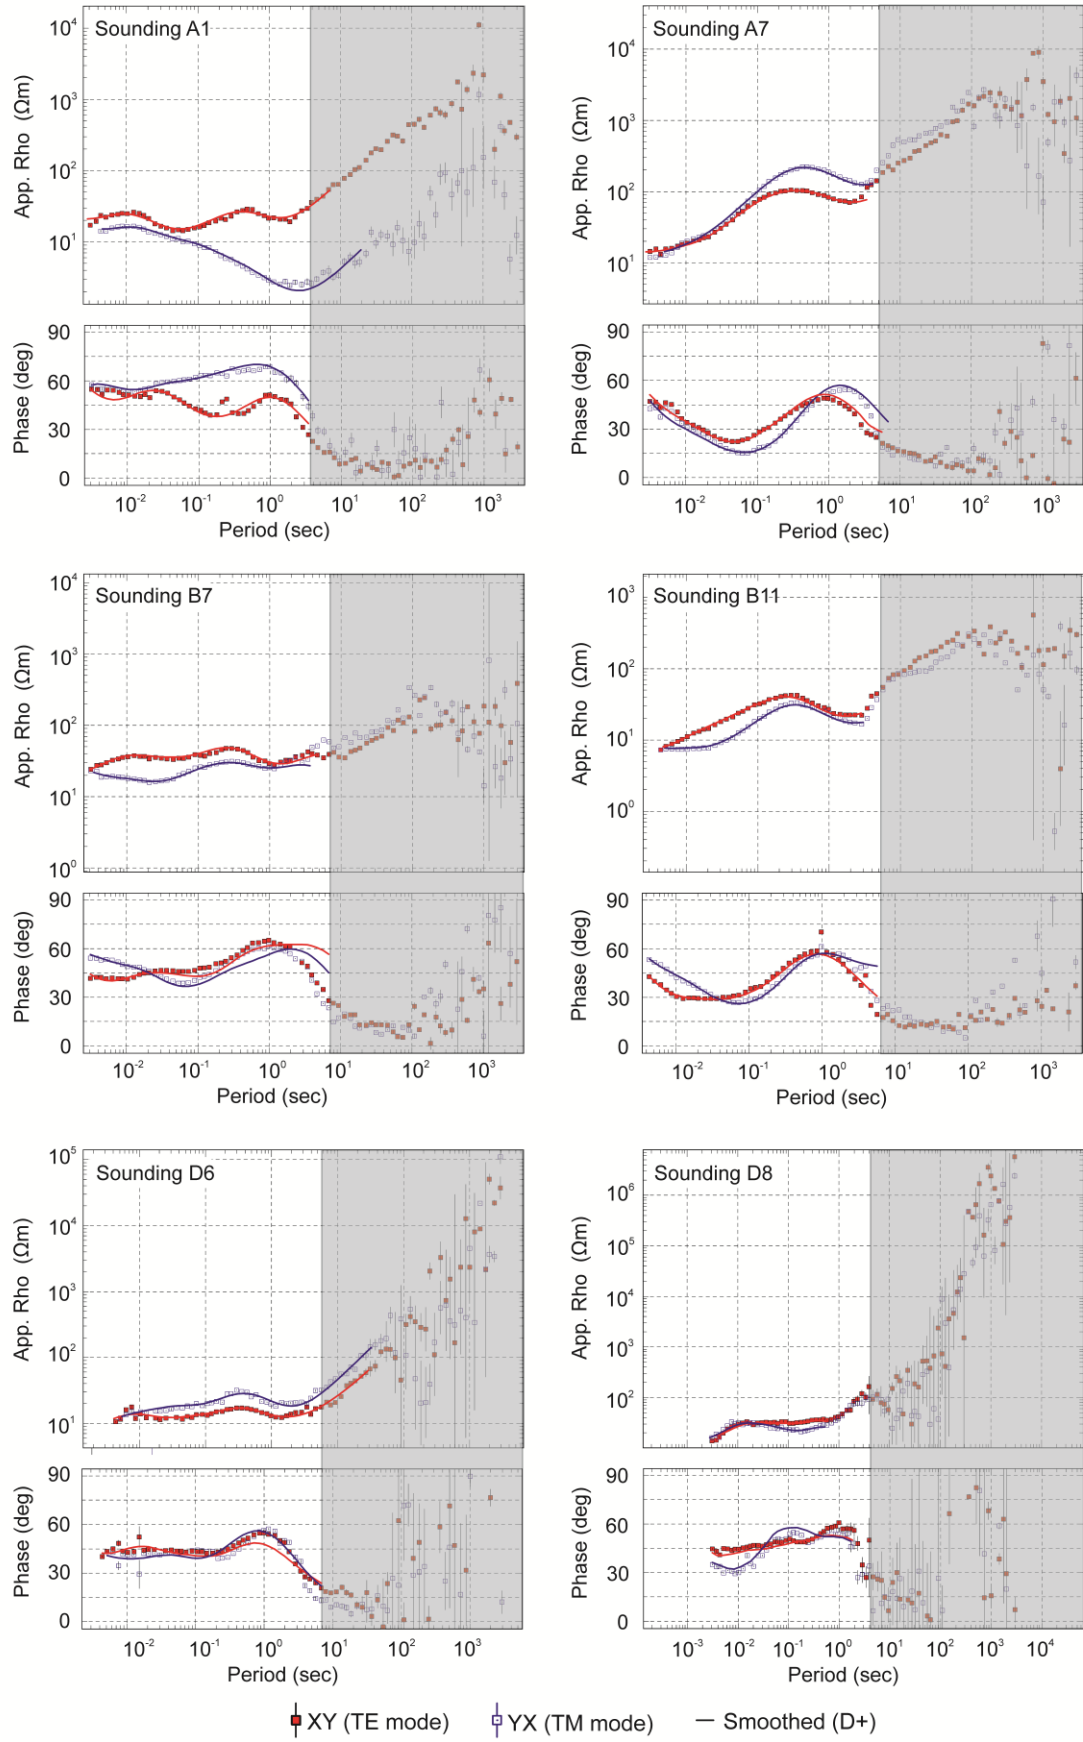 Sounding A1
App. Rho (Ωm)
10⁴
10³
10²
10¹
Phase (deg)
90
60
30
0
10⁻² 10⁻¹ 10⁰ 10¹ 10² 10³
Period (sec)
Sounding A7
App. Rho (Ωm)
10⁴
10³
10²
10¹
Phase (deg)
90
60
30
0
10⁻² 10⁻¹ 10⁰ 10¹ 10² 10³
Period (sec)
Sounding B7
App. Rho (Ωm)
10⁴
10³
10²
10¹
10⁰
Phase (deg)
90
60
30
0
10⁻² 10⁻¹ 10⁰ 10¹ 10² 10³
Period (sec)
Sounding B11
App. Rho (Ωm)
10³
10²
10¹
10⁰
Phase (deg)
90
60
30
0
10⁻² 10⁻¹ 10⁰ 10¹ 10² 10³
Period (sec)
Sounding D6
App. Rho (Ωm)
10⁵
10⁴
10³
10²
10¹
Phase (deg)
90
60
30
0
10⁻² 10⁻¹ 10⁰ 10¹ 10² 10³
Period (sec)
Sounding D8
App. Rho (Ωm)
10⁶
10⁵
10⁴
10³
10²
Phase (deg)
90
60
30
0
10⁻³ 10⁻² 10⁻¹ 10⁰ 10¹ 10² 10³ 10⁴
Period (sec)
XY (TE mode) YX (TM mode) Smoothed (D+)